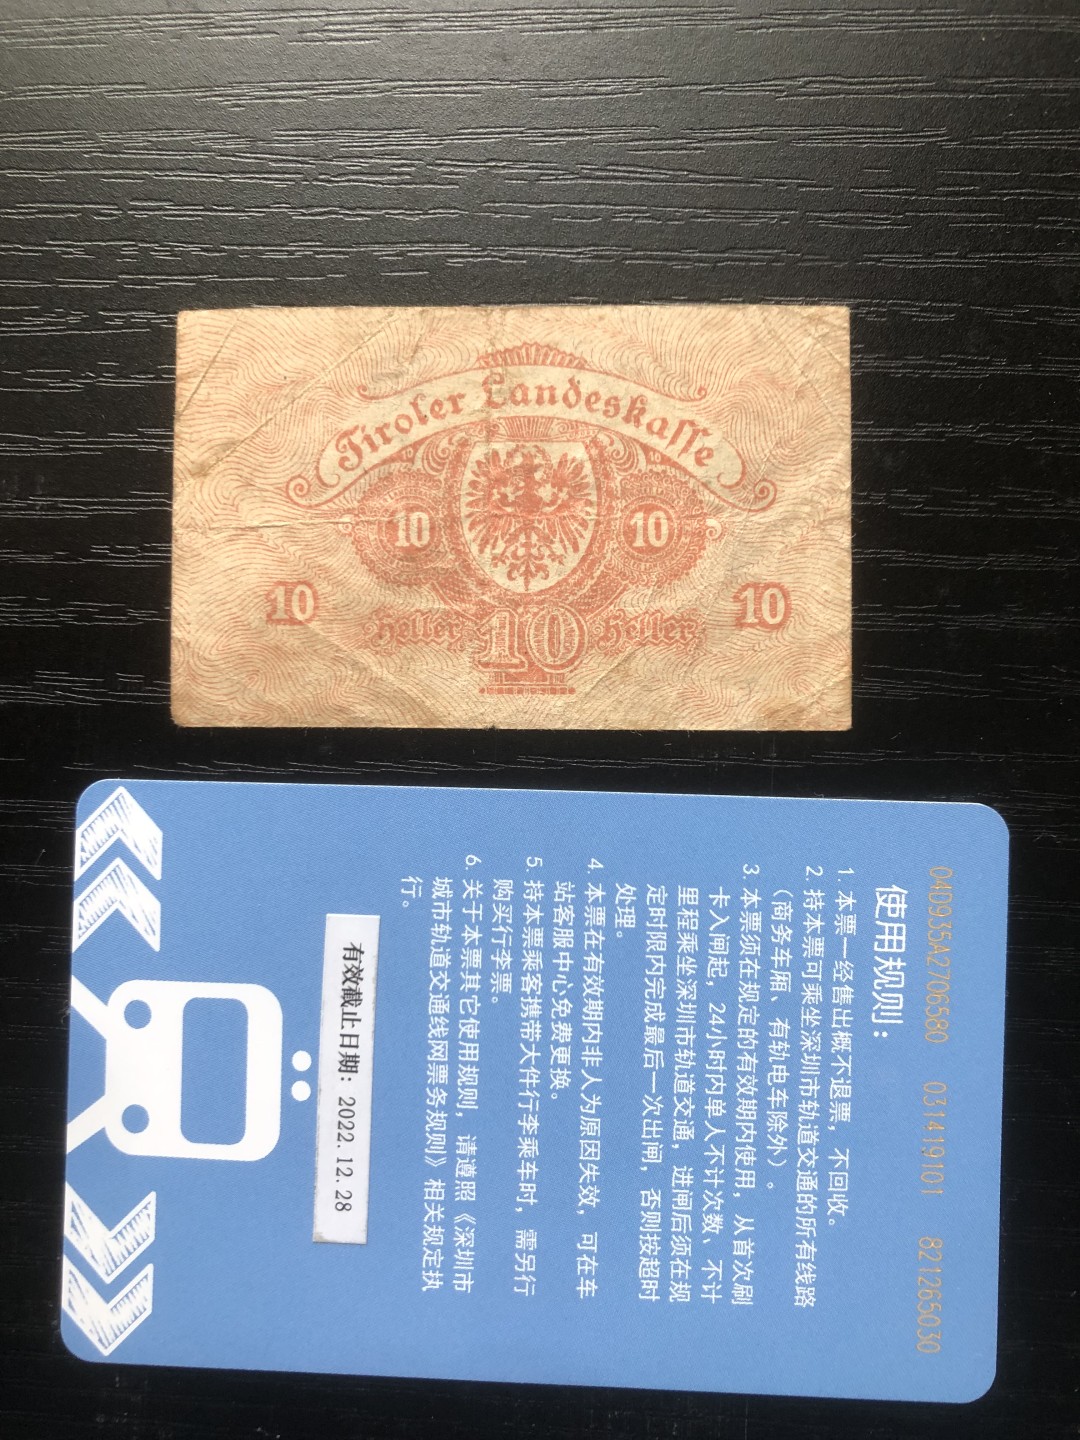 Tiroler Landeskasse
10 10
10 10
Heller 10 Heller
04D935A2706580 031419101 821265030
使用规则：
1. 本票一经售出概不退票，不回收。
2. 持本票可乘坐深圳市轨道交通的所有线路
（商务车厢、有轨电车除外）。
3. 本票须在规定的有效期内使用，从首次刷
卡入闸起，24小时内单人不计次数、不计
里程乘坐深圳市轨道交通，进闸后须在规
定时限内完成最后一次出闸，否则按超时
处理。
4. 本票在有效期内非人为原因失效，可在车
站客服中心免费更换。
5. 持本票乘客携带大件行李乘车时，需另行
购买行李票。
6. 关于本票其它使用规则，请遵照《深圳市
城市轨道交通线网票务规则》相关规定执
行。
有效截止日期：2022.12.28